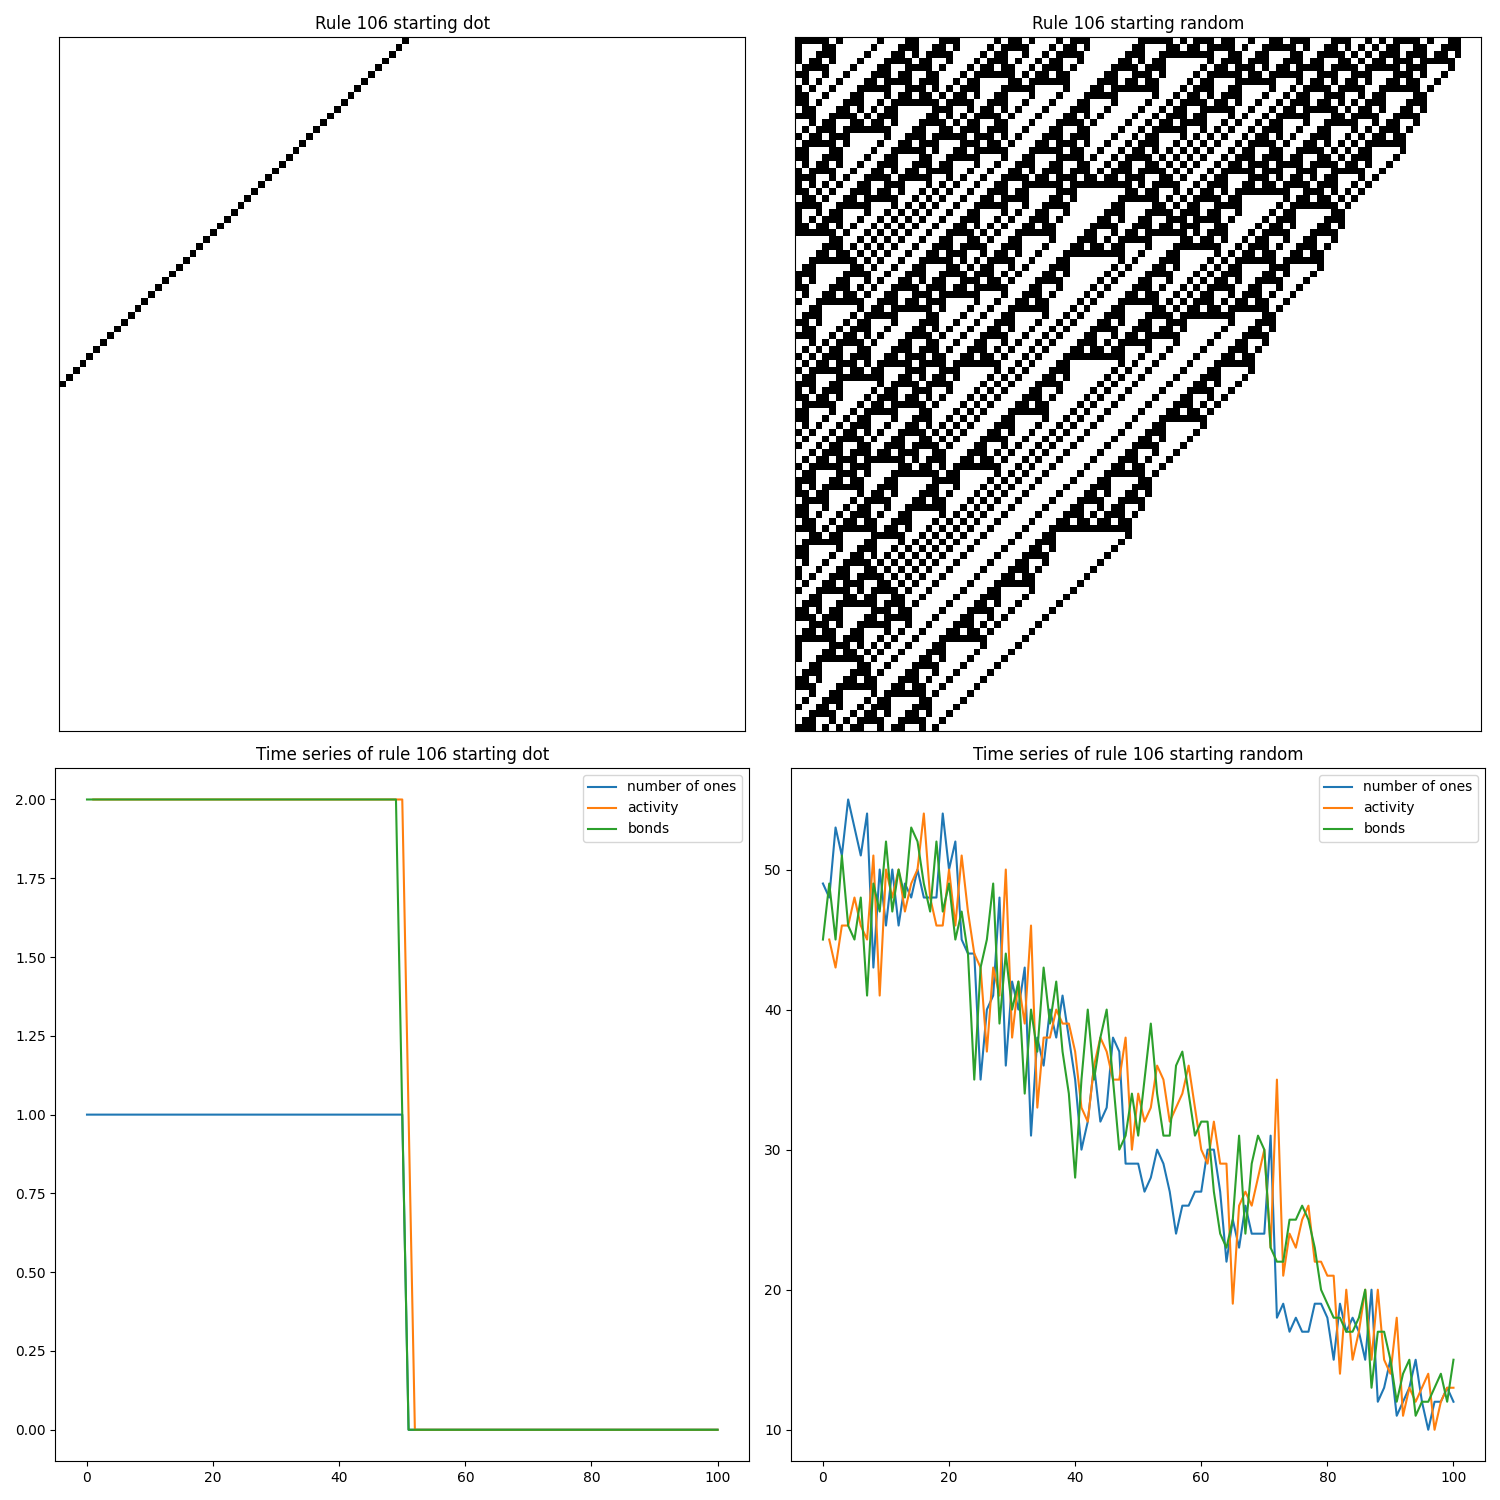 Rule 106 starting dot
Rule 106 starting random
Time series of rule 106 starting dot
number of ones
activity
bonds
2.00
1.75
1.50
1.25
1.00
0.75
0.50
0.25
0.00
0 20 40 60 80 100
Time series of rule 106 starting random
number of ones
activity
bonds
50
40
30
20
10
0 20 40 60 80 100